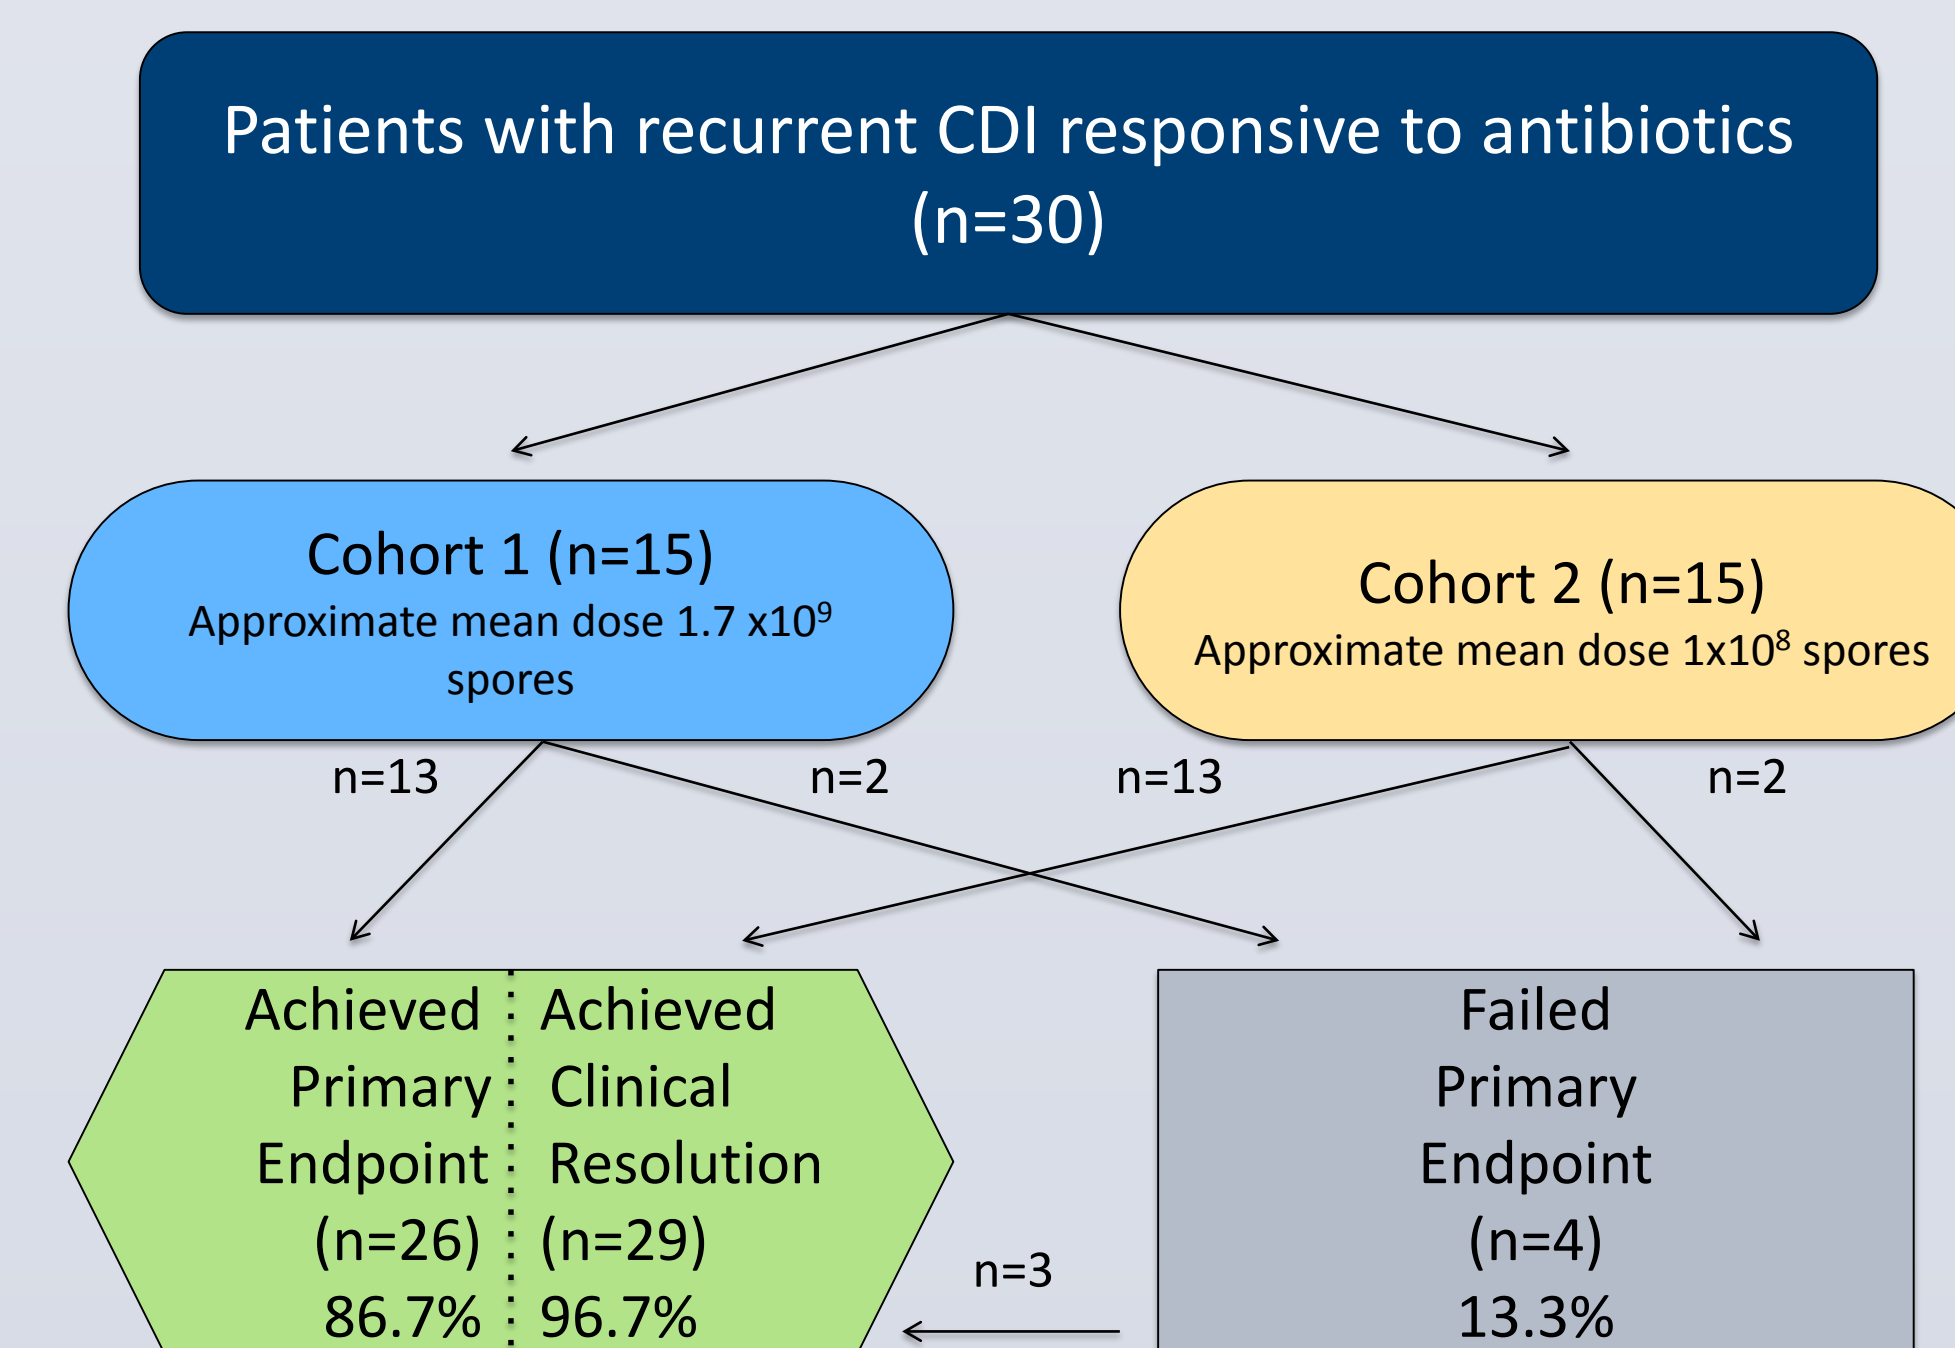 Patients with recurrent CDI responsive to antibiotics
(n=30)
Cohort 1 (n=15)
Approximate mean dose 1.7 x10⁹
spores
Cohort 2 (n=15)
Approximate mean dose 1x10⁸ spores
n=13
n=2
n=13
n=2
Achieved
Primary
Endpoint
(n=26)
86.7%
Achieved
Clinical
Resolution
(n=29)
96.7%
n=3
Failed
Primary
Endpoint
(n=4)
13.3%